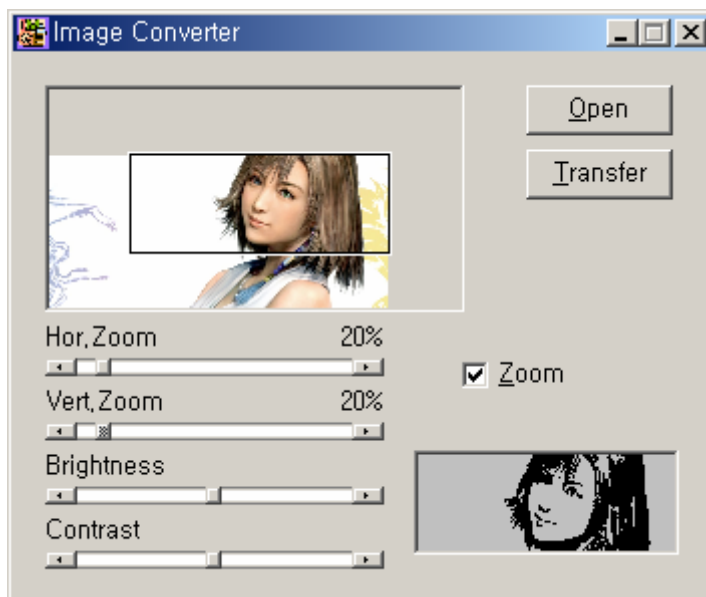 Image Converter
Open
Transfer
Hor,Zoom 20%
Zoom
Vert,Zoom 20%
Brightness
Contrast